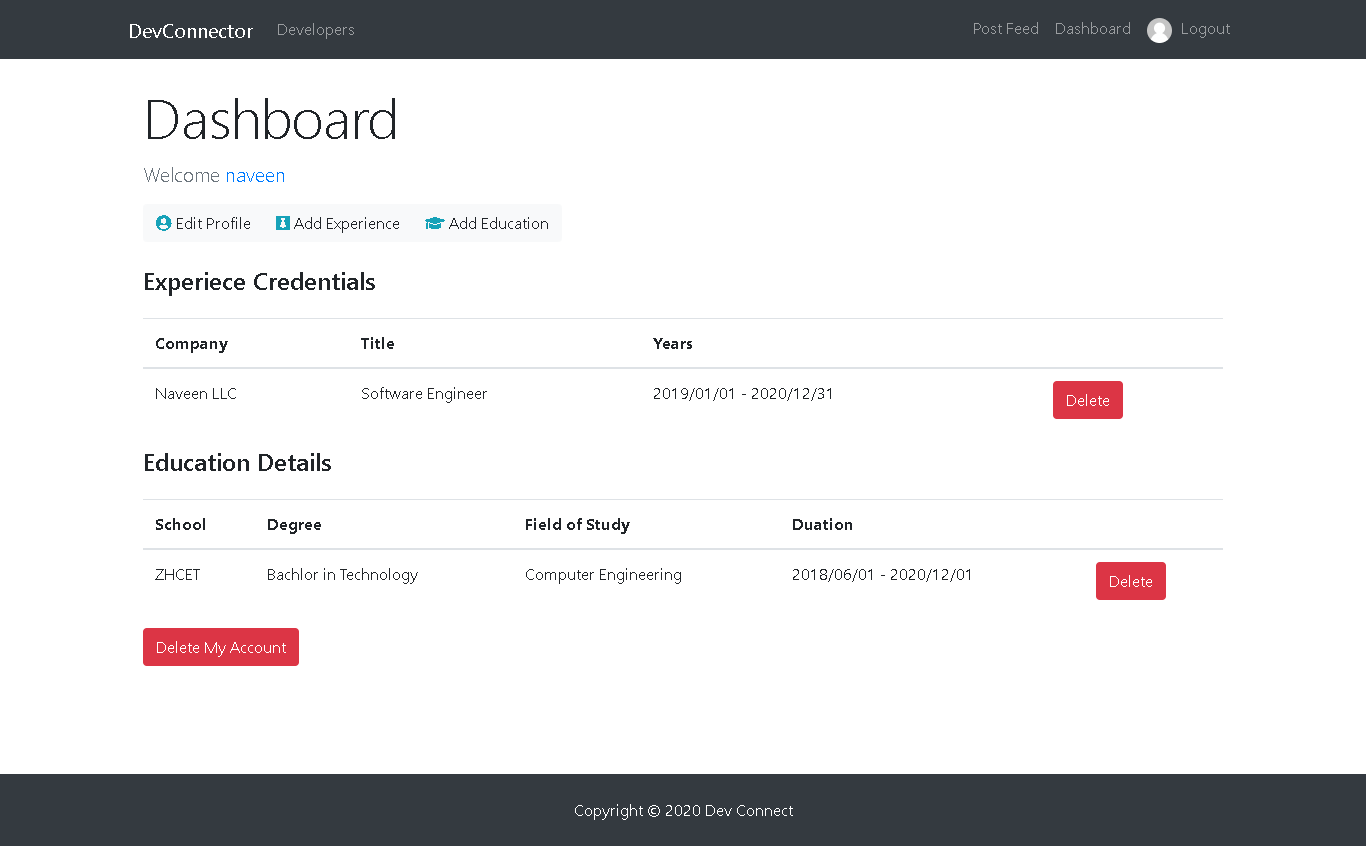 DevConnector Developers Post Feed Dashboard Logout
Dashboard
Welcome naveen
Edit Profile Add Experience Add Education
Experiece Credentials
Company Title Years
Naveen LLC Software Engineer 2019/01/01 - 2020/12/31 Delete
Education Details
School Degree Field of Study Duation
ZHCET Bachlor in Technology Computer Engineering 2018/06/01 - 2020/12/01 Delete
Delete My Account
Copyright © 2020 Dev Connect